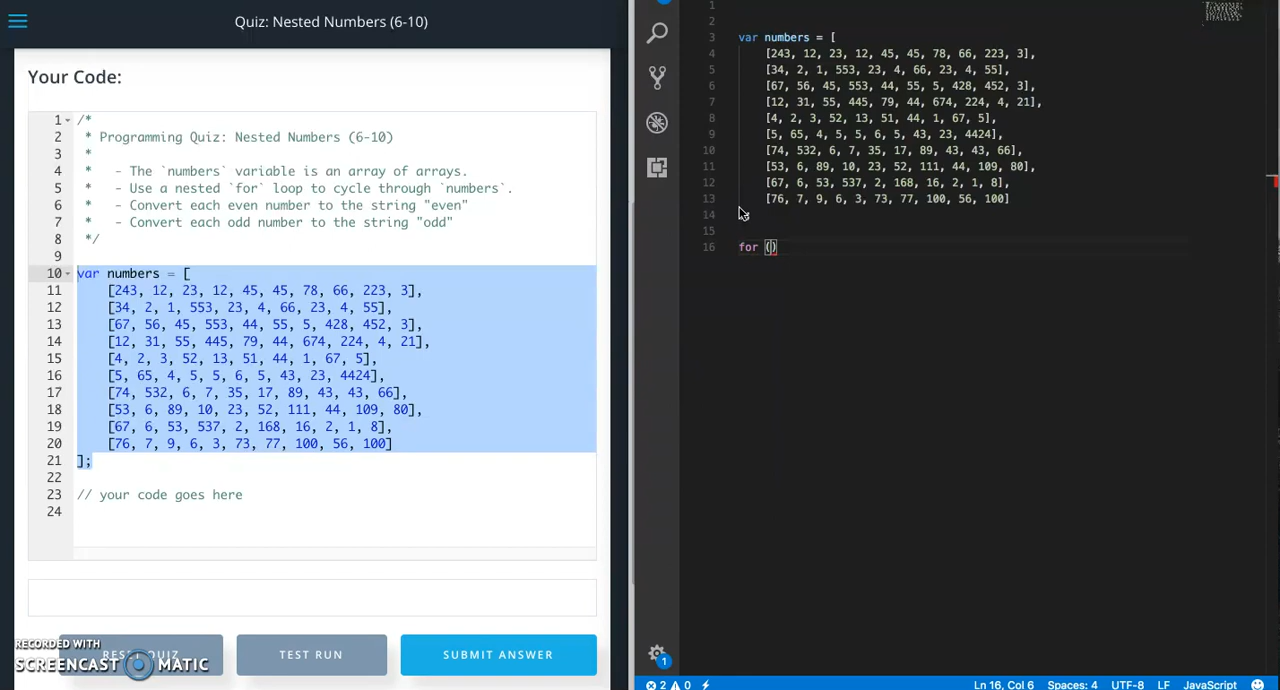 Quiz: Nested Numbers (6-10)
Your Code:
1 /*
2 * Programming Quiz: Nested Numbers (6-10)
3 *
4 * - The `numbers` variable is an array of arrays.
5 * - Use a nested `for` loop to cycle through `numbers`.
6 * - Convert each even number to the string "even"
7 * - Convert each odd number to the string "odd"
8 */
9
10 var numbers = [
11 [243, 12, 23, 12, 45, 45, 78, 66, 223, 3],
12 [34, 2, 1, 553, 23, 4, 66, 23, 4, 55],
13 [67, 56, 45, 553, 44, 55, 5, 428, 452, 3],
14 [12, 31, 55, 445, 79, 44, 674, 224, 4, 21],
15 [4, 2, 3, 52, 13, 51, 44, 1, 67, 5],
16 [5, 65, 4, 5, 5, 6, 5, 43, 23, 4424],
17 [74, 532, 6, 7, 35, 17, 89, 43, 43, 66],
18 [53, 6, 89, 10, 23, 52, 111, 44, 109, 80],
19 [67, 6, 53, 537, 2, 168, 16, 2, 1, 8],
20 [76, 7, 9, 6, 3, 73, 77, 100, 56, 100]
21 ];
22
23 // your code goes here
24
RESET QUIZ
TEST RUN
SUBMIT ANSWER
RECORDED WITH
SCREENCAST MATIC
1
2
3 var numbers = [
4 [243, 12, 23, 12, 45, 45, 78, 66, 223, 3],
5 [34, 2, 1, 553, 23, 4, 66, 23, 4, 55],
6 [67, 56, 45, 553, 44, 55, 5, 428, 452, 3],
7 [12, 31, 55, 445, 79, 44, 674, 224, 4, 21],
8 [4, 2, 3, 52, 13, 51, 44, 1, 67, 5],
9 [5, 65, 4, 5, 5, 6, 5, 43, 23, 4424],
10 [74, 532, 6, 7, 35, 17, 89, 43, 43, 66],
11 [53, 6, 89, 10, 23, 52, 111, 44, 109, 80],
12 [67, 6, 53, 537, 2, 168, 16, 2, 1, 8],
13 [76, 7, 9, 6, 3, 73, 77, 100, 56, 100]
14
15
16 for ()
1
2 0 Ln 16, Col 6 Spaces: 4 UTF-8 LF JavaScript